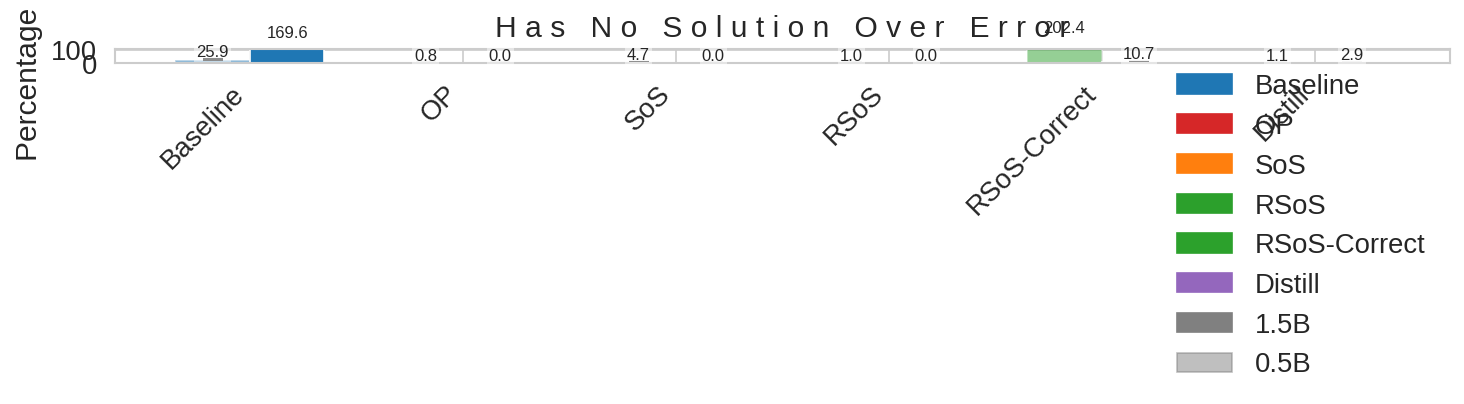 Has No Solution Over Error
Percentage
100
0
25.9
169.6
0.8
0.0
4.7
0.0
1.0
0.0
202.4
10.7
1.1
2.9
Baseline
OP
SoS
RSoS
RSoS-Correct
Distill
Baseline
OP
SoS
RSoS
RSoS-Correct
Distill
1.5B
0.5B